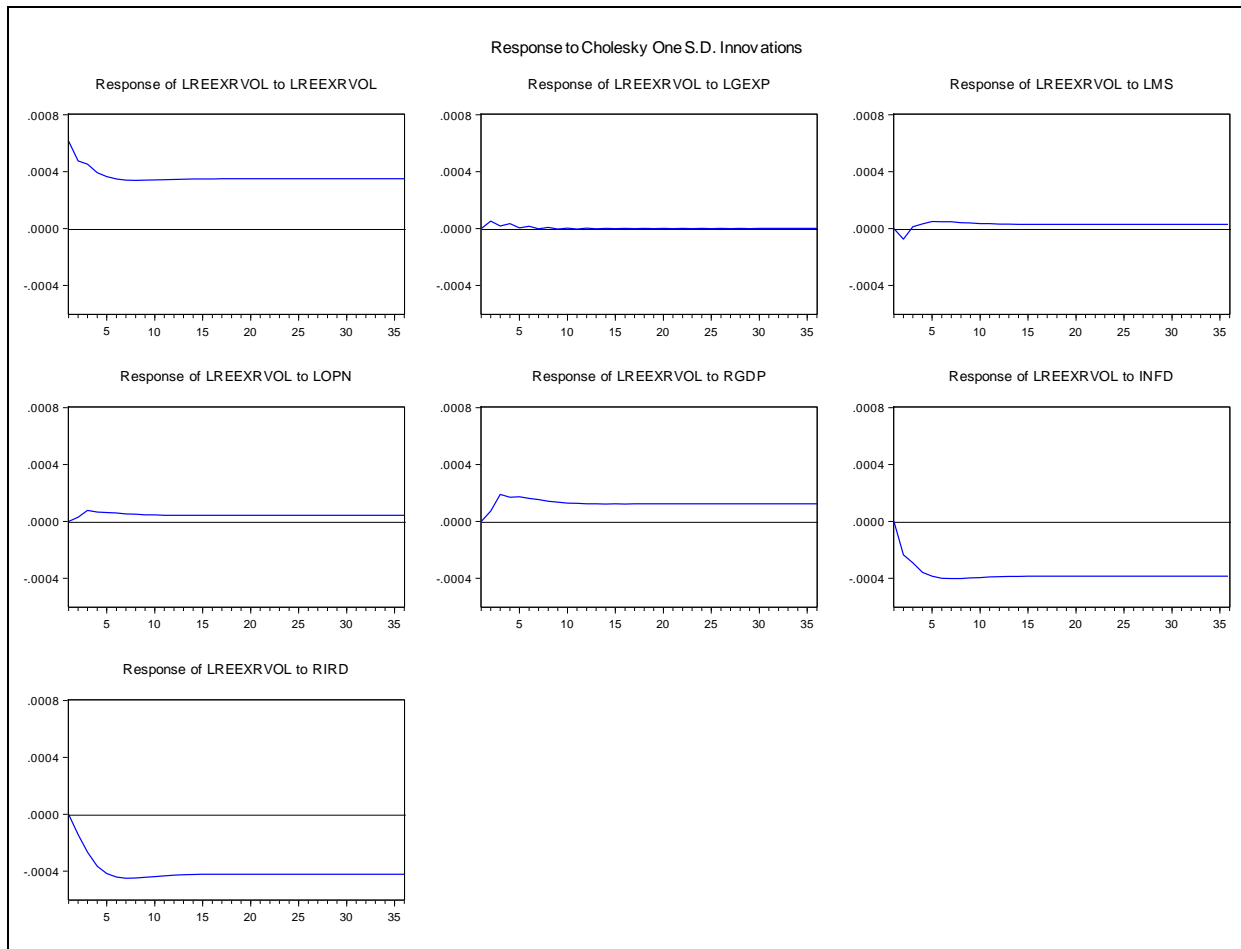 Response to Cholesky One S.D. Innovations
Response of LREEXRVOL to LREEXRVOL
.0008
.0004
.0000
-.0004
5 10 15 20 25 30 35
Response of LREEXRVOL to LGEXP
.0008
.0004
.0000
-.0004
5 10 15 20 25 30 35
Response of LREEXRVOL to LMS
.0008
.0004
.0000
-.0004
5 10 15 20 25 30 35
Response of LREEXRVOL to LOPN
.0008
.0004
.0000
-.0004
5 10 15 20 25 30 35
Response of LREEXRVOL to RGDP
.0008
.0004
.0000
-.0004
5 10 15 20 25 30 35
Response of LREEXRVOL to INFD
.0008
.0004
.0000
-.0004
5 10 15 20 25 30 35
Response of LREEXRVOL to RIRD
.0008
.0004
.0000
-.0004
5 10 15 20 25 30 35